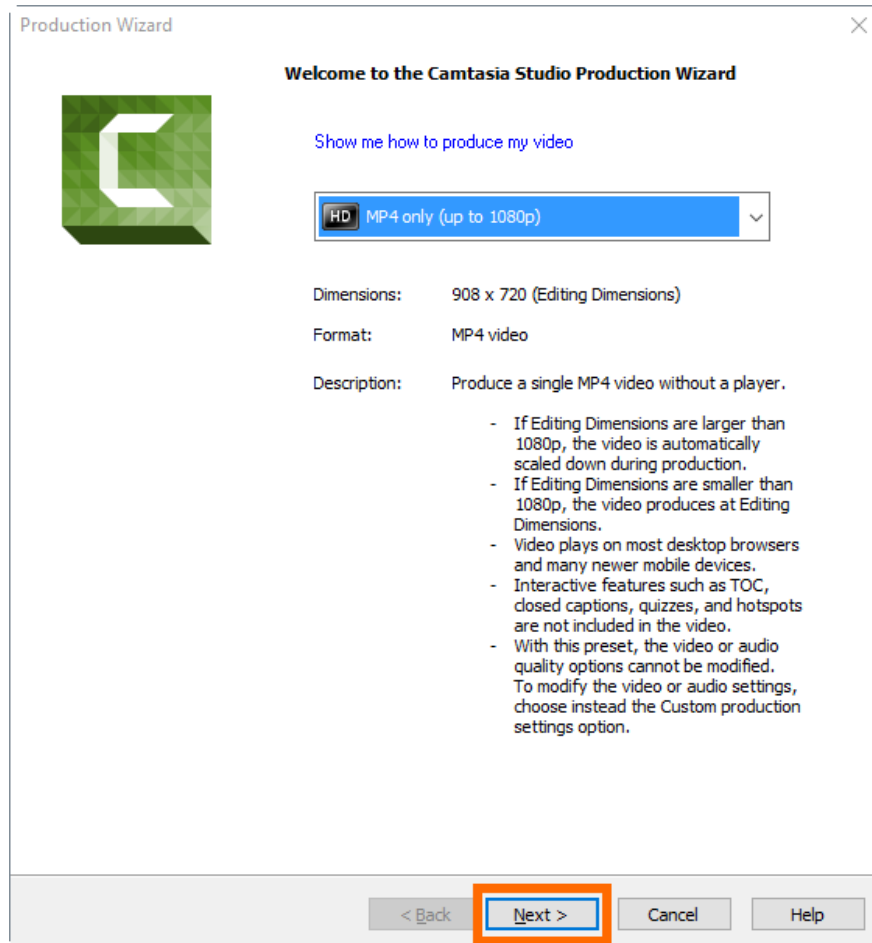 Production Wizard
Welcome to the Camtasia Studio Production Wizard
Show me how to produce my video
HD MP4 only (up to 1080p)
Dimensions: 908 x 720 (Editing Dimensions)
Format: MP4 video
Description: Produce a single MP4 video without a player.
- If Editing Dimensions are larger than
1080p, the video is automatically
scaled down during production.
- If Editing Dimensions are smaller than
1080p, the video produces at Editing
Dimensions.
- Video plays on most desktop browsers
and many newer mobile devices.
- Interactive features such as TOC,
closed captions, quizzes, and hotspots
are not included in the video.
- With this preset, the video or audio
quality options cannot be modified.
To modify the video or audio settings,
choose instead the Custom production
settings option.
< Back Next > Cancel Help